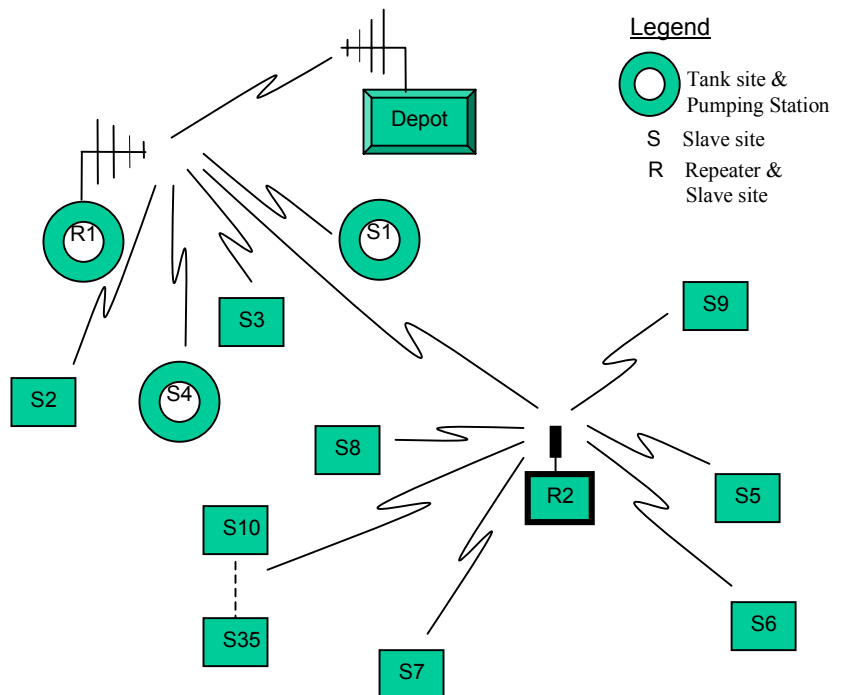 Legend
Tank site &
Pumping Station
S Slave site
R Repeater &
Slave site
Depot
R1
S1
S3
S9
S2
S4
S8
R2
S5
S10
S6
S35
S7